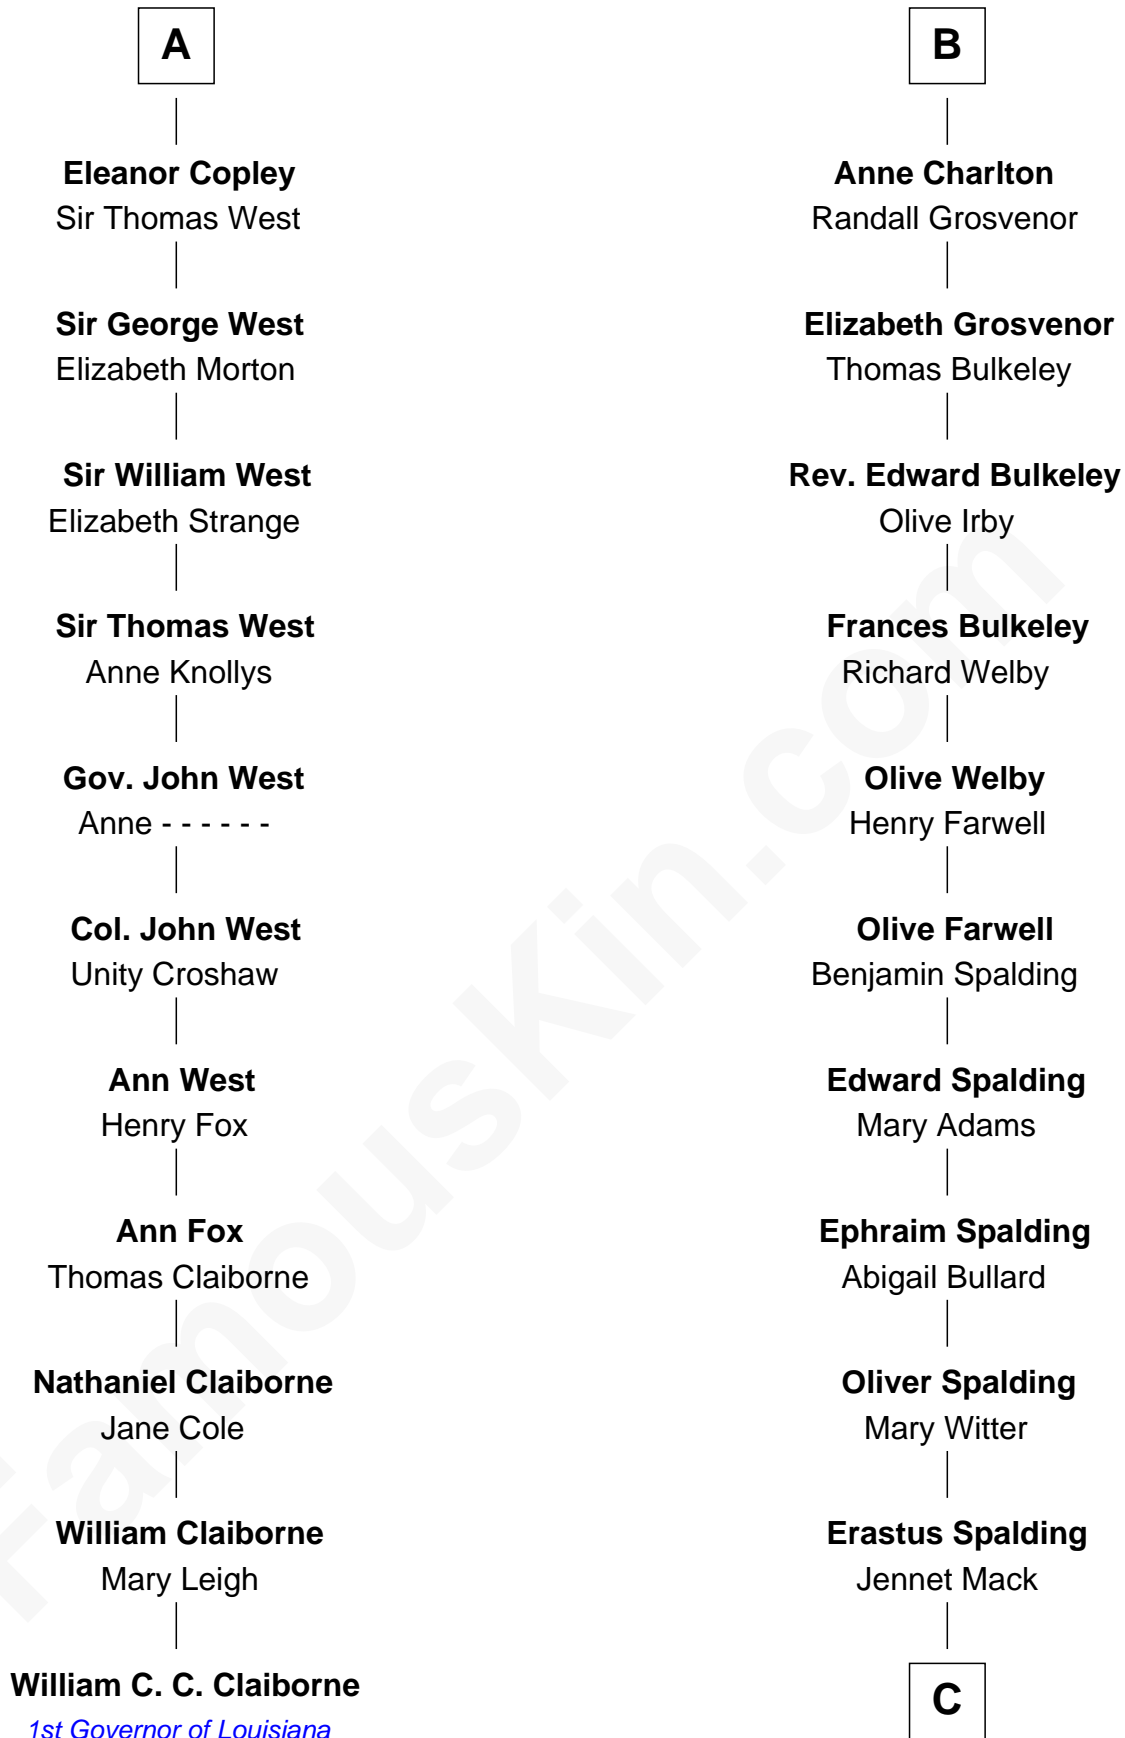 A
Eleanor Copley
Sir Thomas West
Sir George West
Elizabeth Morton
Sir William West
Elizabeth Strange
Sir Thomas West
Anne Knollys
Gov. John West
Anne - - - - - -
Col. John West
Unity Croshaw
Ann West
Henry Fox
Ann Fox
Thomas Claiborne
Nathaniel Claiborne
Jane Cole
William Claiborne
Mary Leigh
William C. C. Claiborne
1st Governor of Louisiana
B
Anne Charlton
Randall Grosvenor
Elizabeth Grosvenor
Thomas Bulkeley
Rev. Edward Bulkeley
Olive Irby
Frances Bulkeley
Richard Welby
Olive Welby
Henry Farwell
Olive Farwell
Benjamin Spalding
Edward Spalding
Mary Adams
Ephraim Spalding
Abigail Bullard
Oliver Spalding
Mary Witter
Erastus Spalding
Jennet Mack
C
FamousKin.com